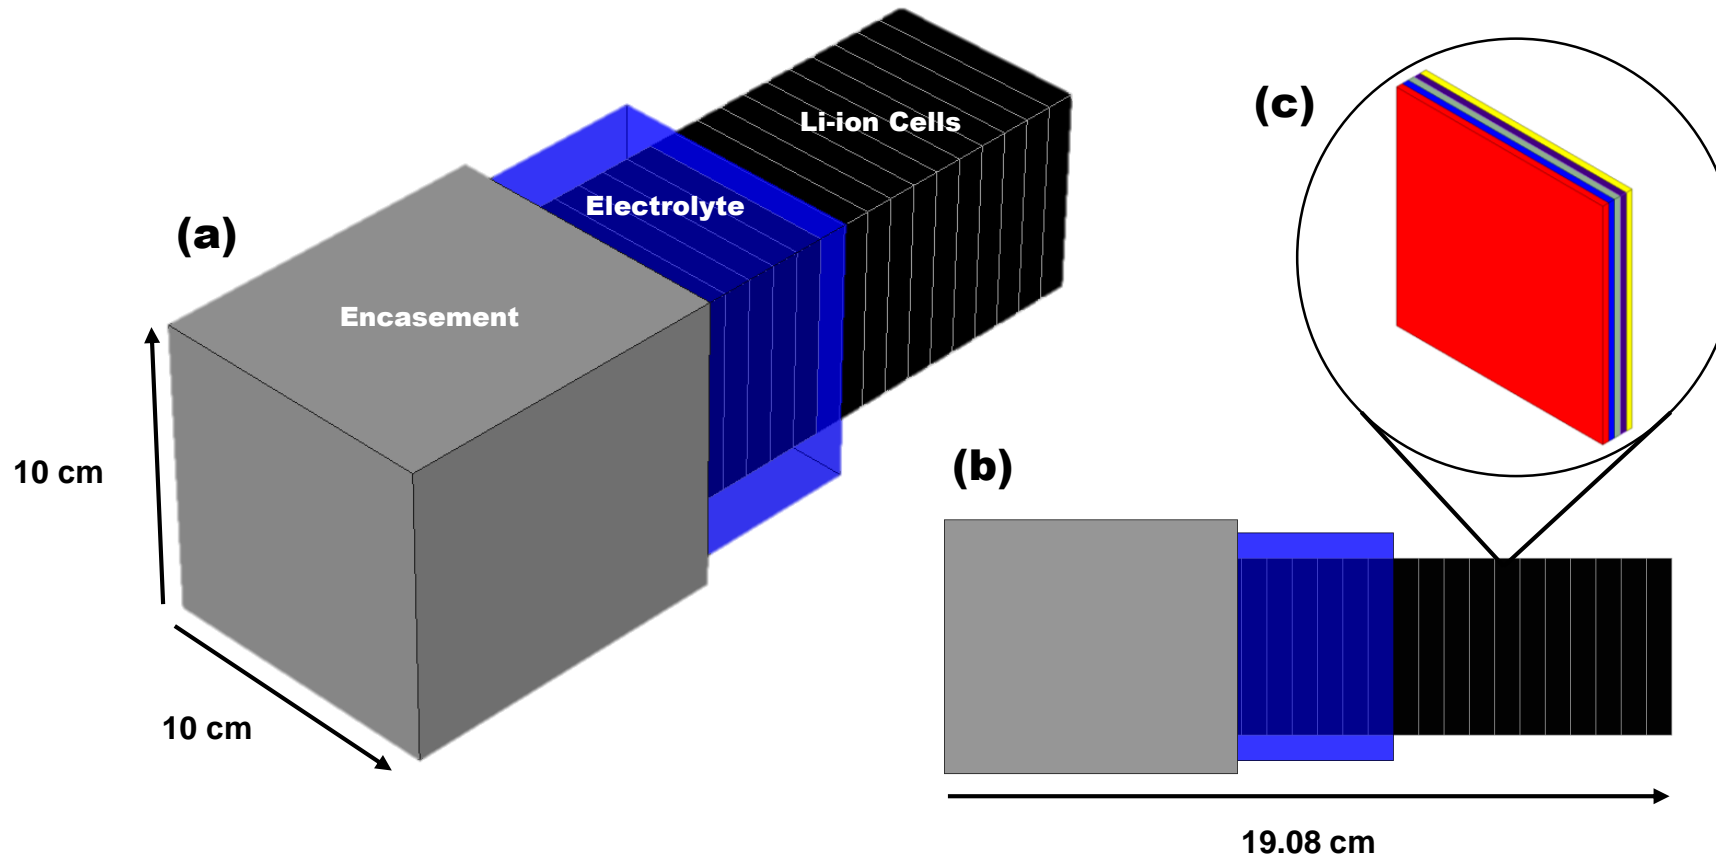 (a)
Encasement
Electrolyte
Li-ion Cells
10 cm
10 cm
(b)
19.08 cm
(c)